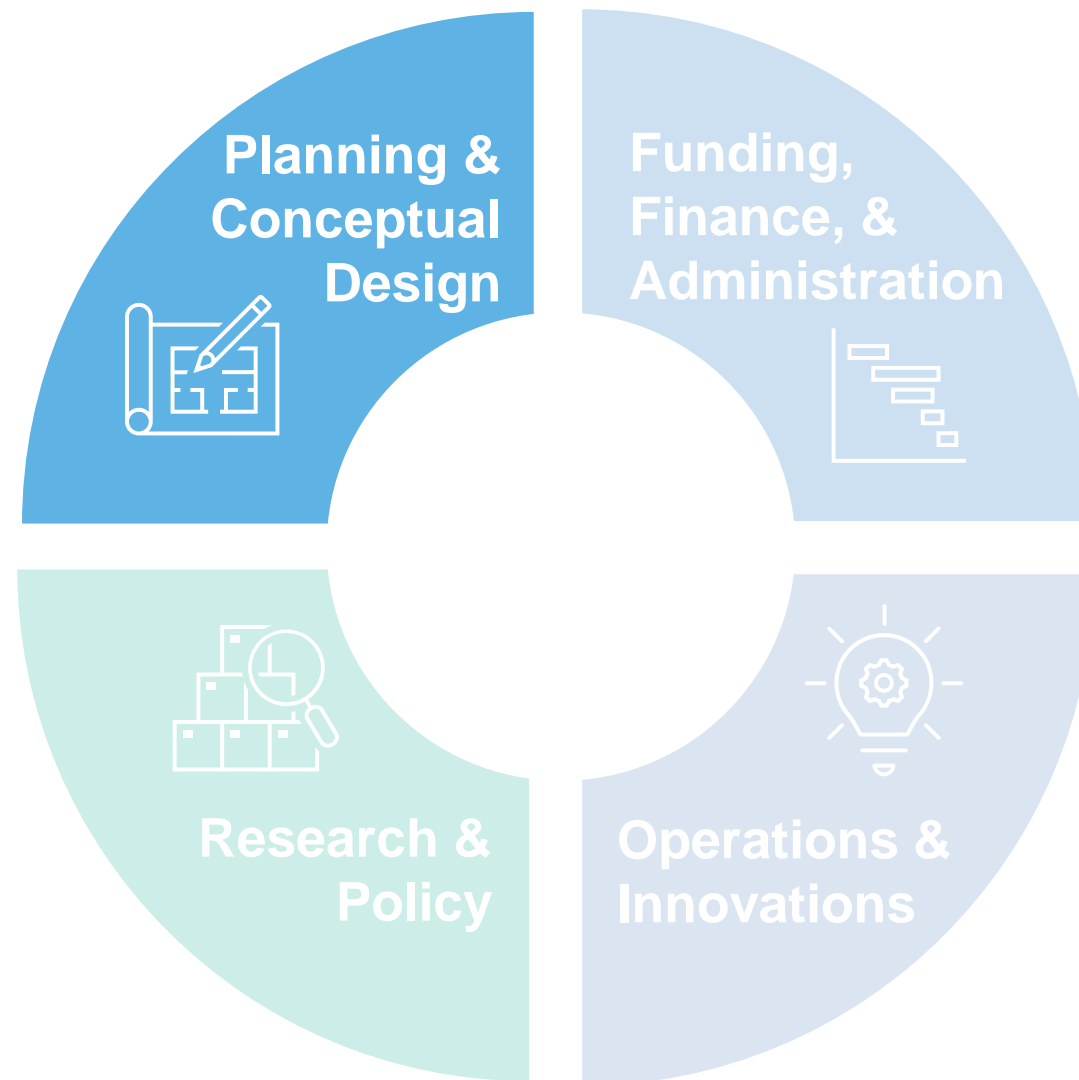 Planning &
Conceptual
Design
Funding,
Finance, &
Administration
Research &
Policy
Operations &
Innovations